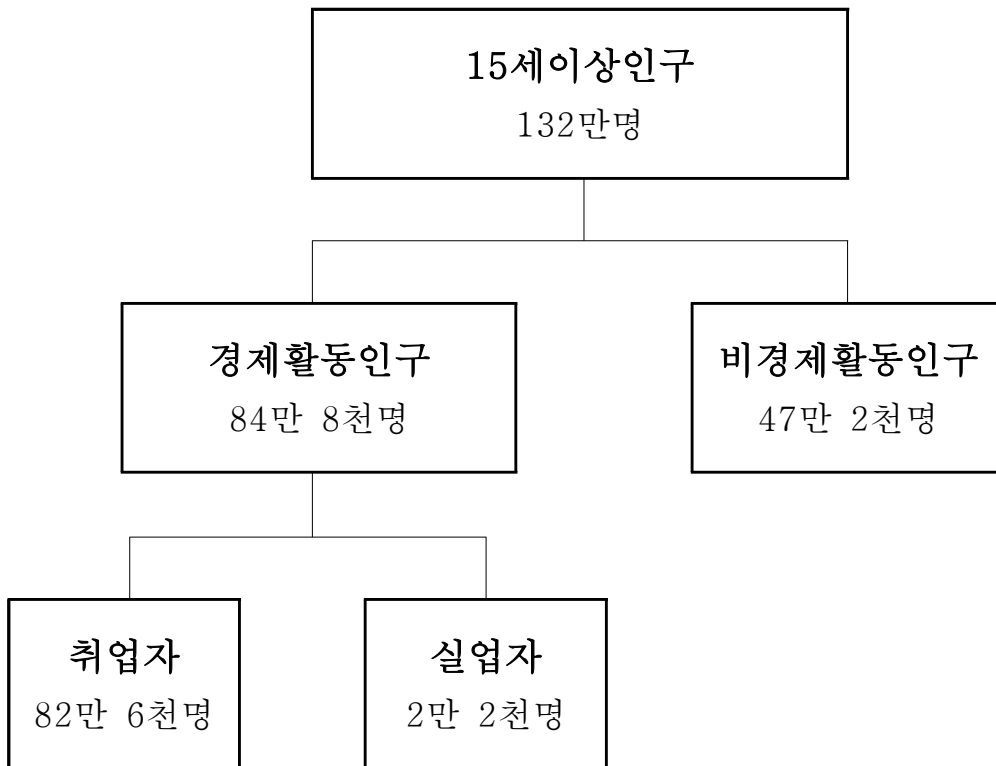 15세이상인구
132만명
경제활동인구
84만 8천명
비경제활동인구
47만 2천명
취업자
82만 6천명
실업자
2만 2천명